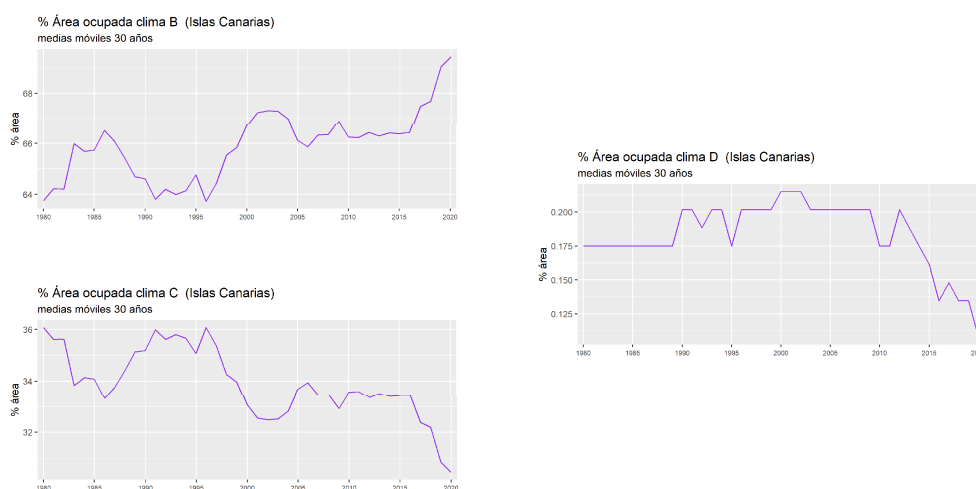 % Área ocupada clima B (Islas Canarias)
medias móviles 30 años
% área
68
66
64
1980 1985 1990 1995 2000 2005 2010 2015 2020
% Área ocupada clima C (Islas Canarias)
medias móviles 30 años
% área
36
34
32
1980 1985 1990 1995 2000 2005 2010 2015 2020
% Área ocupada clima D (Islas Canarias)
medias móviles 30 años
% área
0.200
0.175
0.150
0.125
1980 1985 1990 1995 2000 2005 2010 2015